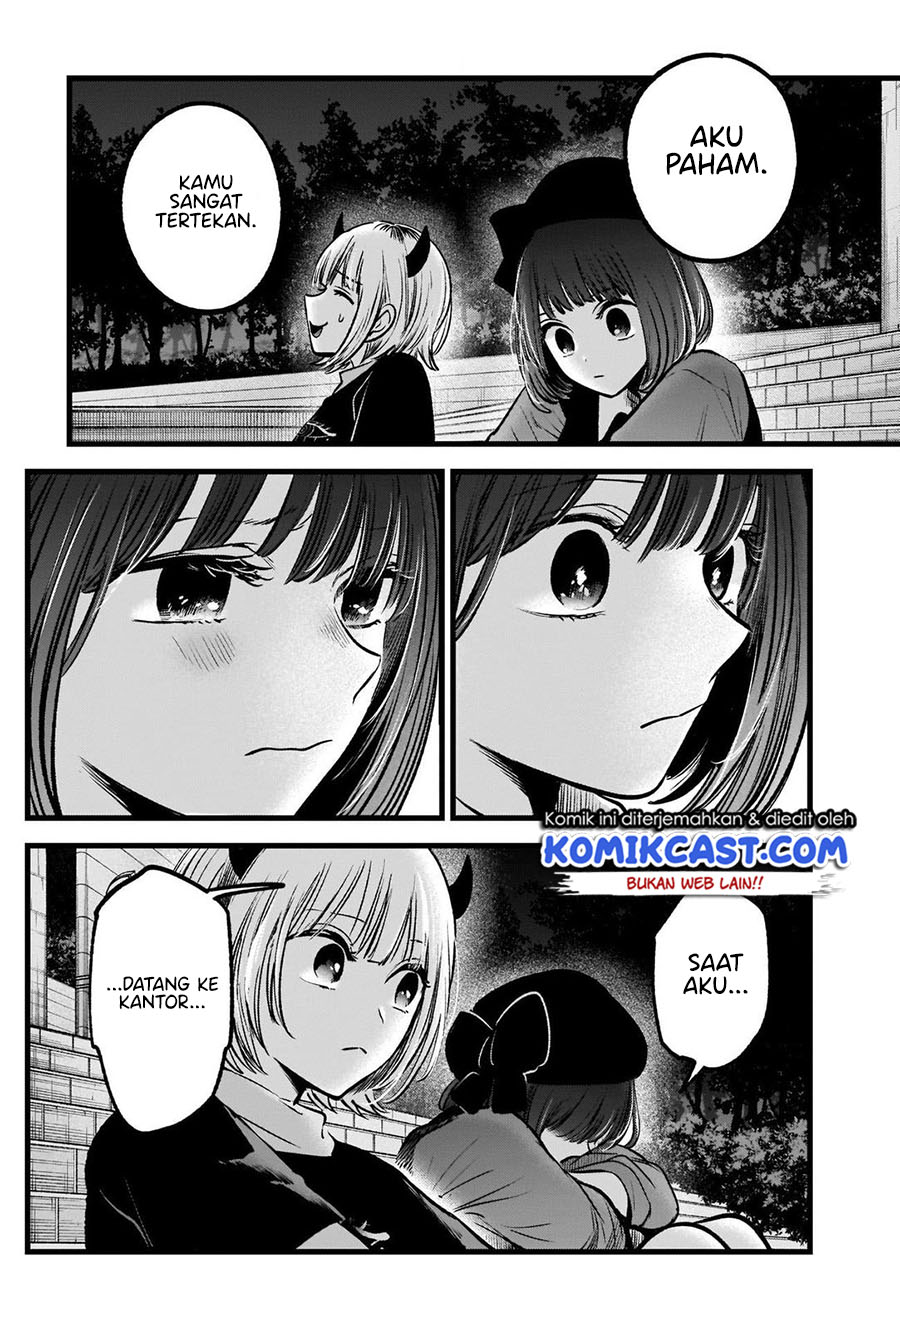 AKU
PAHAM.
KAMU
SANGAT
TERTEKAN.
Komik ini diterjemahkan & diedit oleh
KOMIKCAST.COM
BUKAN WEB LAIN!!
SAAT
AKU...
...DATANG KE
KANTOR...